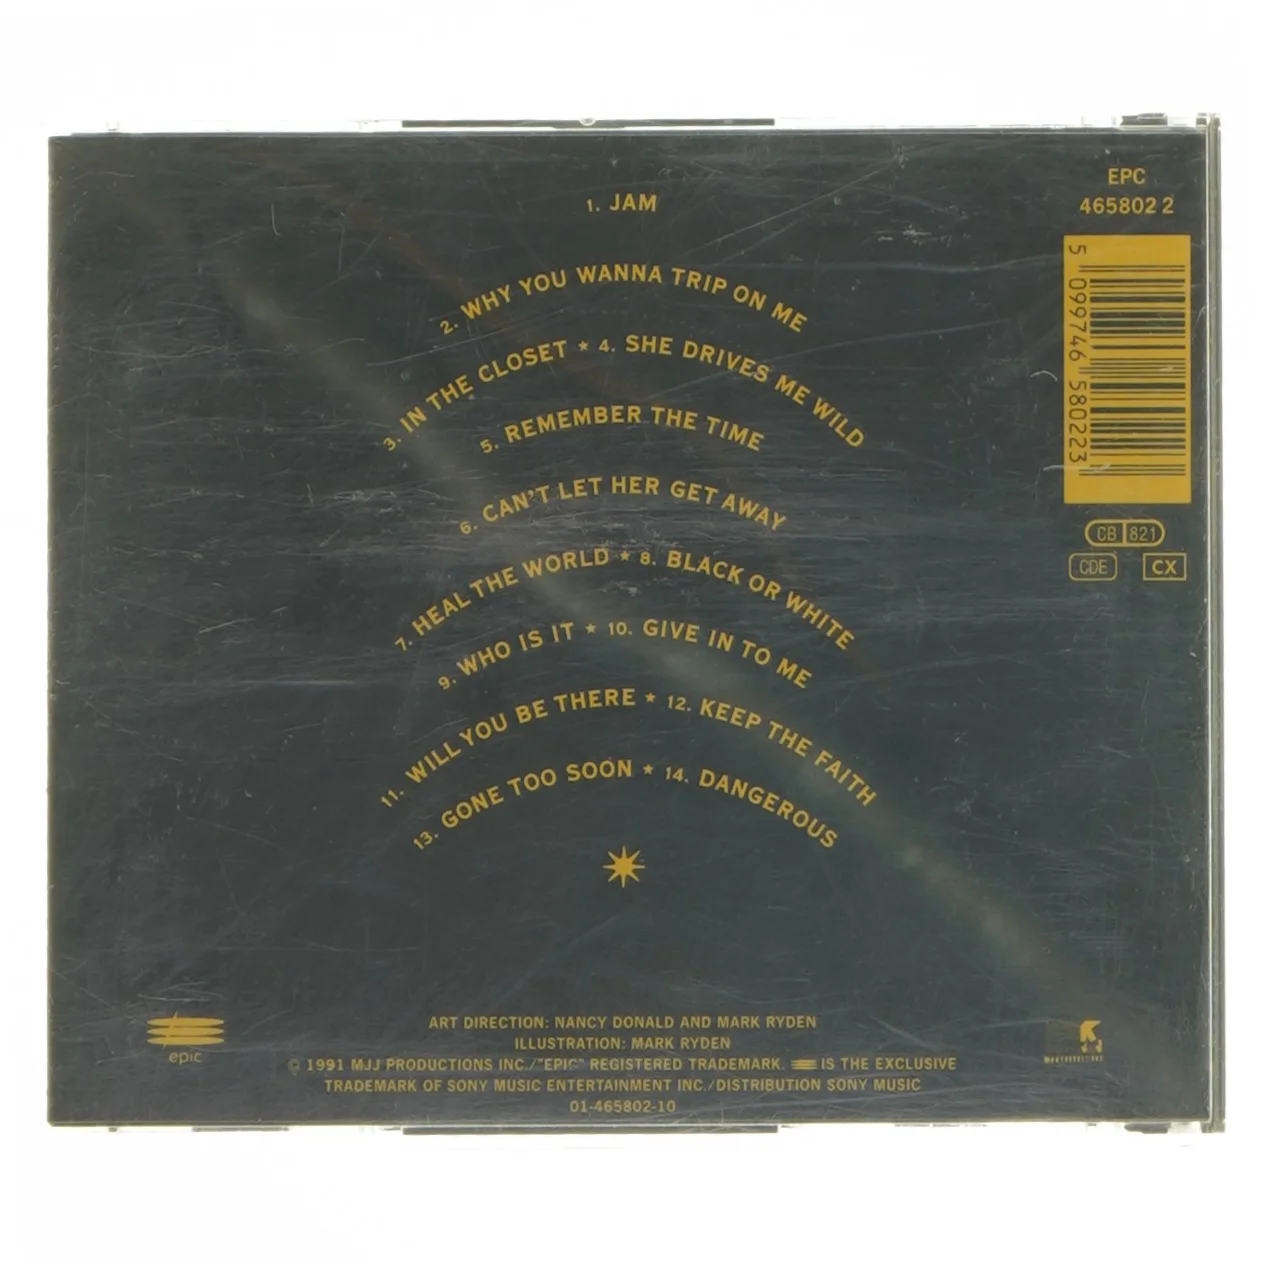 EPC
465802 2
1. JAM
2. WHY YOU WANNA TRIP ON ME
3. IN THE CLOSET ★ 4. SHE DRIVES ME WILD
5. REMEMBER THE TIME
6. CAN'T LET HER GET AWAY
7. HEAL THE WORLD ★ 8. BLACK OR WHITE
9. WHO IS IT ★ 10. GIVE IN TO ME
11. WILL YOU BE THERE ★ 12. KEEP THE FAITH
13. GONE TOO SOON ★ 14. DANGEROUS
5 099746 580223
CB 821
CDE CX
epic
ART DIRECTION: NANCY DONALD AND MARK RYDEN
ILLUSTRATION: MARK RYDEN
© 1991 MJJ PRODUCTIONS INC./"EPIC" REGISTERED TRADEMARK. IS THE EXCLUSIVE
TRADEMARK OF SONY MUSIC ENTERTAINMENT INC./DISTRIBUTION SONY MUSIC
01-465802-10